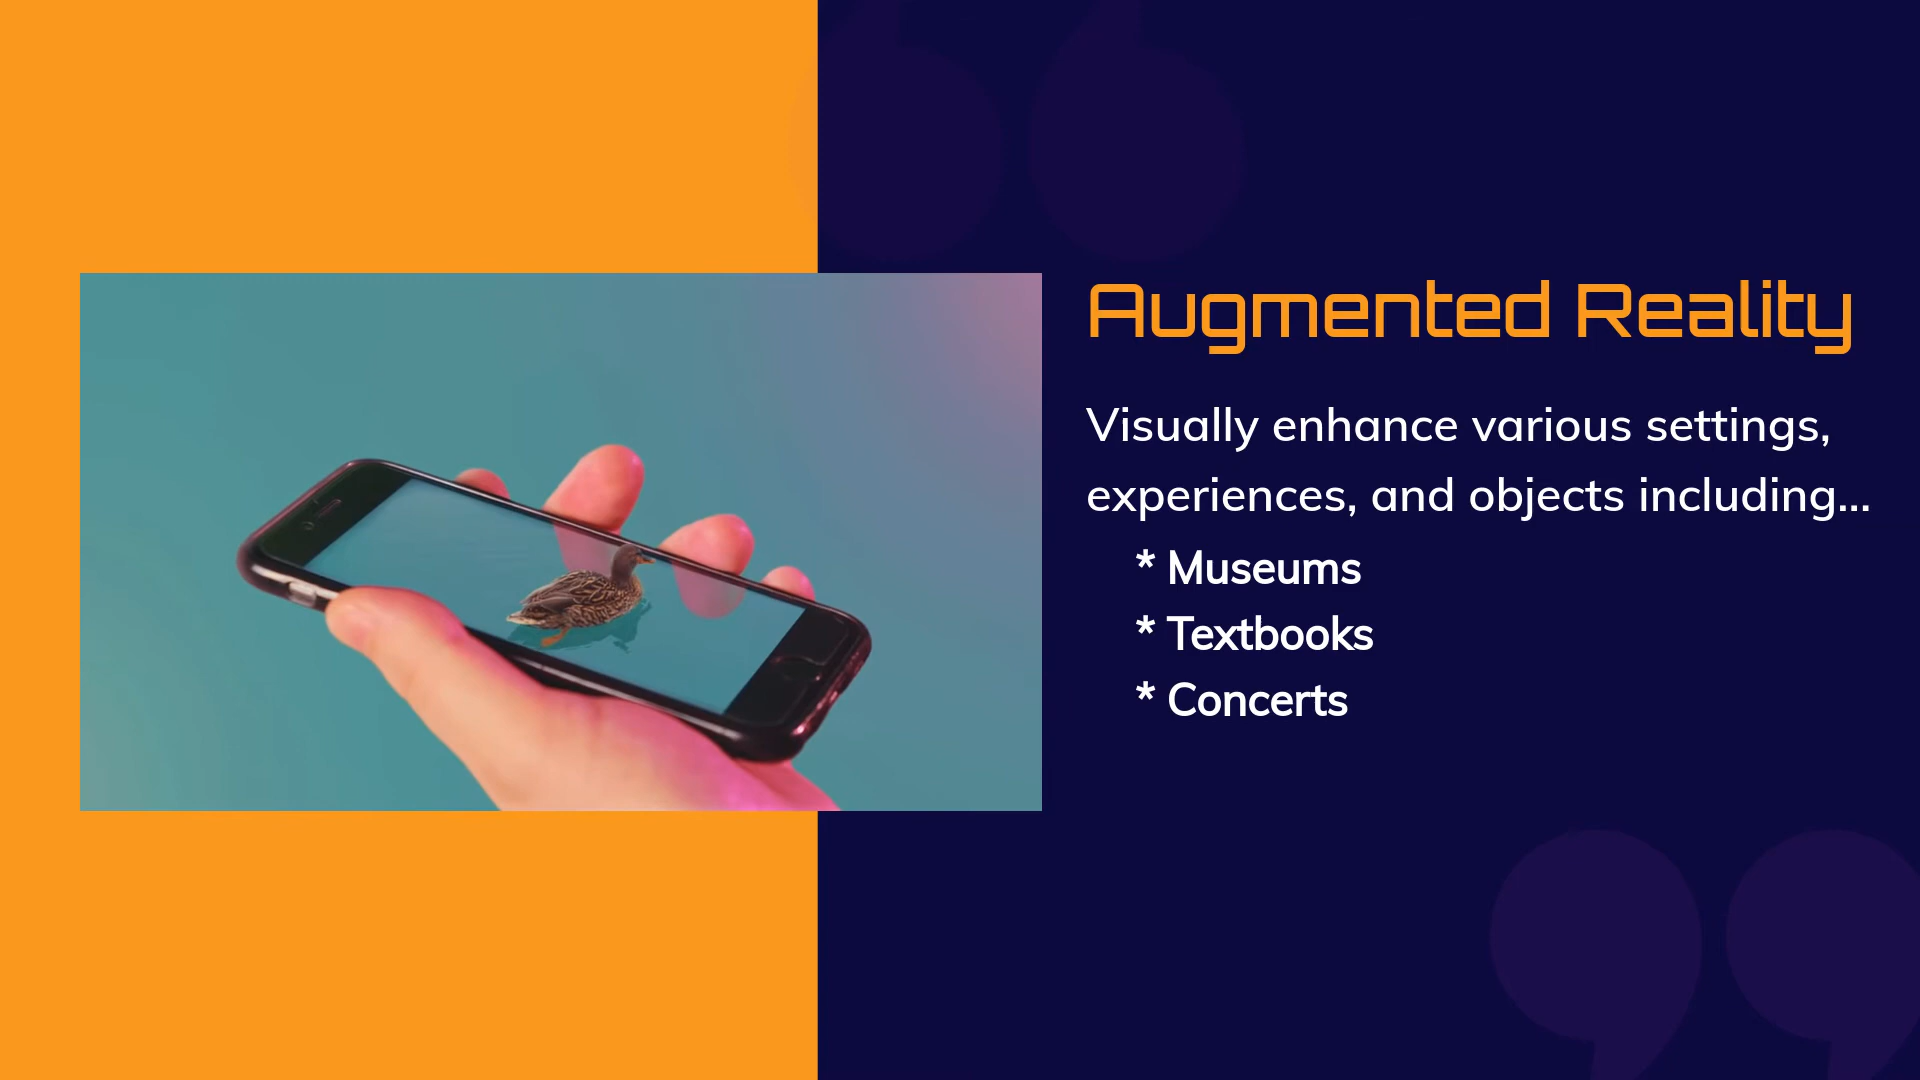 Augmented Reality
Visually enhance various settings,
experiences, and objects including...
* Museums
* Textbooks
* Concerts